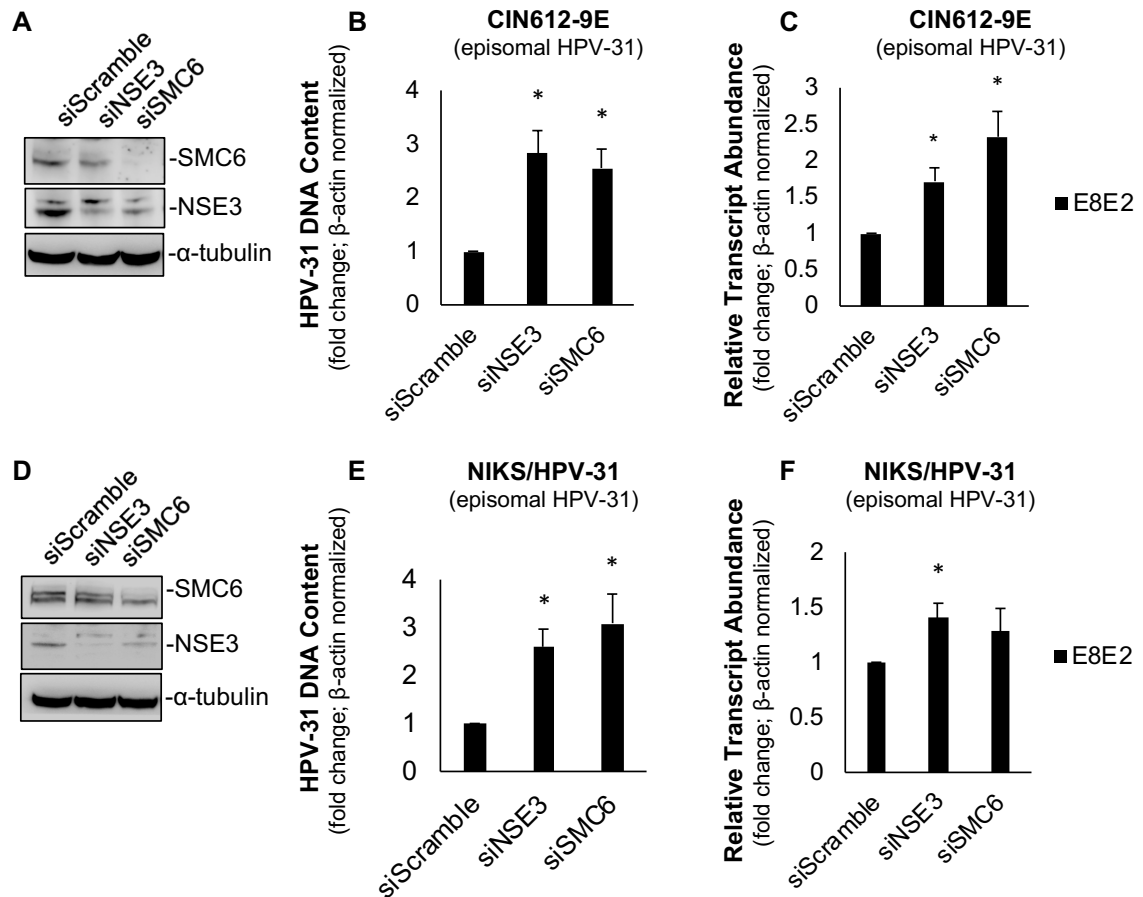 A
siScramble
siNSE3
siSMC6
-SMC6
-NSE3
-α-tubulin
B
CIN612-9E
(episomal HPV-31)
HPV-31 DNA Content
(fold change; β-actin normalized)
4
3
2
1
0
*
*
siScramble
siNSE3
siSMC6
C
CIN612-9E
(episomal HPV-31)
Relative Transcript Abundance
(fold change; β-actin normalized)
3
2.5
2
1.5
1
0.5
0
*
*
siScramble
siNSE3
siSMC6
■ E8E2
D
siScramble
siNSE3
siSMC6
-SMC6
-NSE3
-α-tubulin
E
NIKS/HPV-31
(episomal HPV-31)
HPV-31 DNA Content
(fold change; β-actin normalized)
4
3
2
1
0
*
*
siScramble
siNSE3
siSMC6
F
NIKS/HPV-31
(episomal HPV-31)
Relative Transcript Abundance
(fold change; β-actin normalized)
2
1.5
1
0.5
0
*
siScramble
siNSE3
siSMC6
■ E8E2